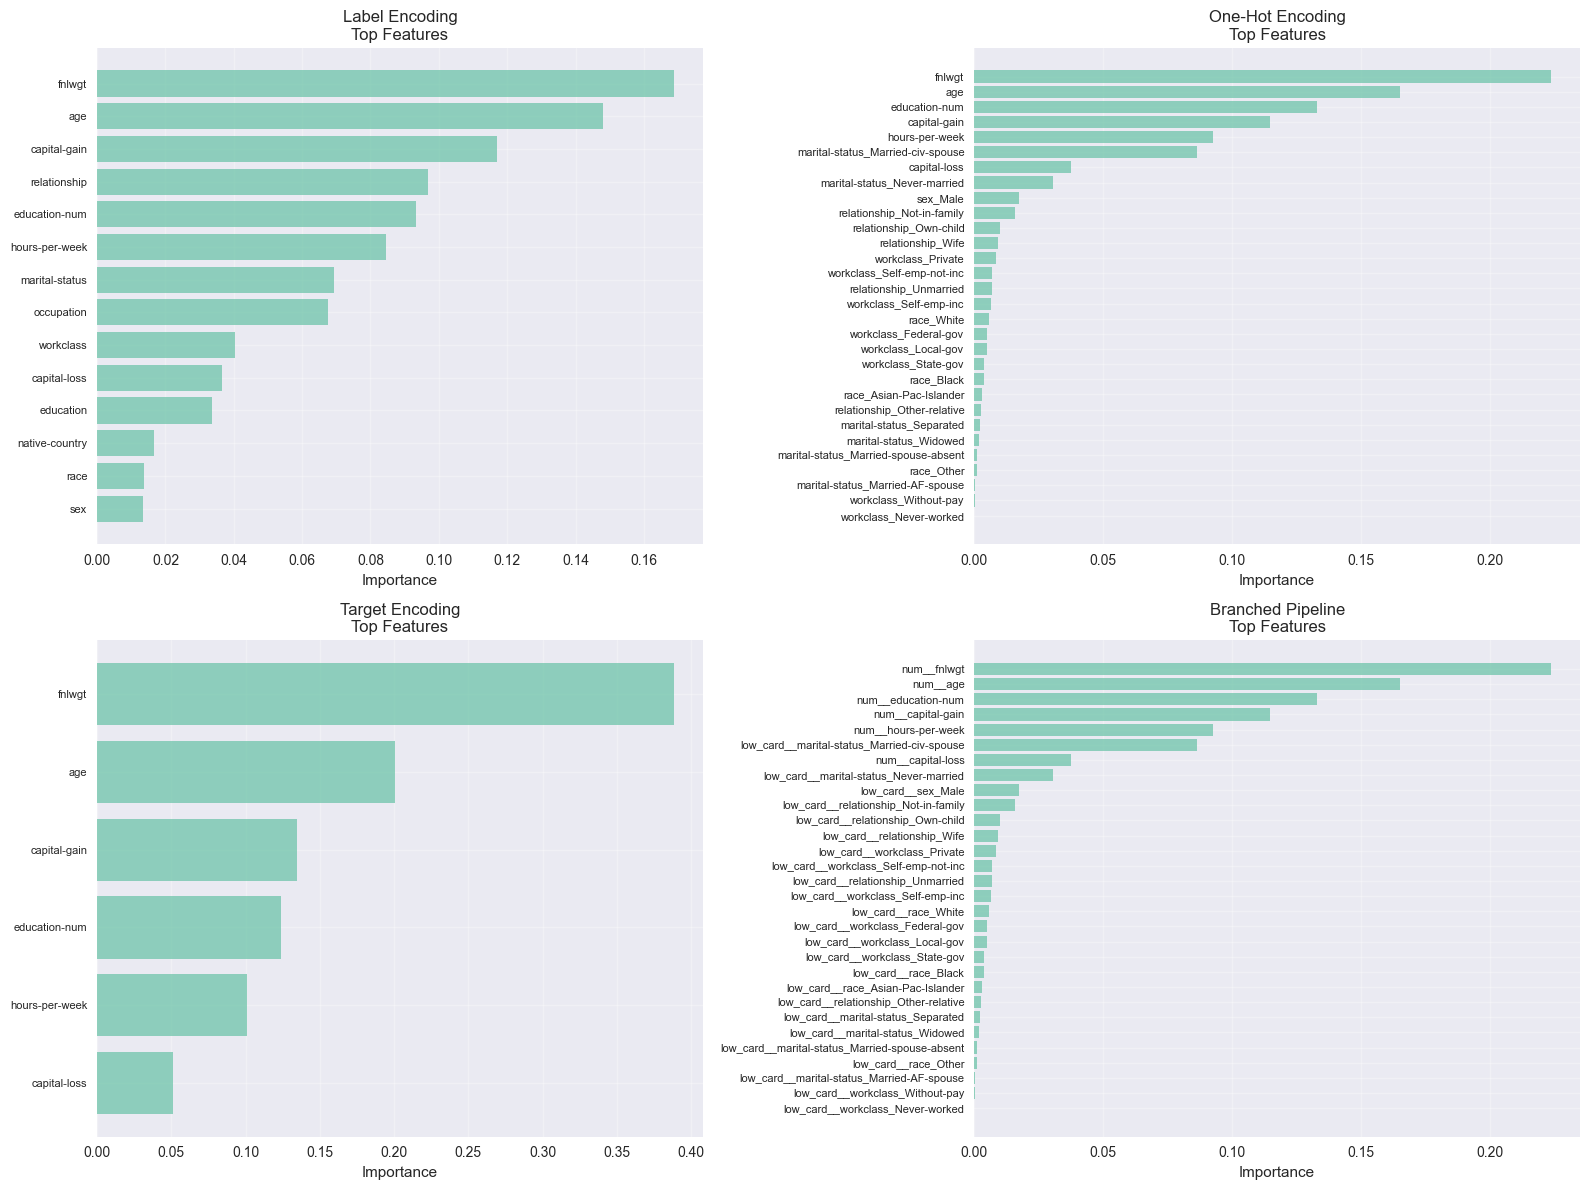 Label Encoding
Top Features
fnlwgt
age
capital-gain
relationship
education-num
hours-per-week
marital-status
occupation
workclass
capital-loss
education
native-country
race
sex
0.00 0.02 0.04 0.06 0.08 0.10 0.12 0.14 0.16
Importance
One-Hot Encoding
Top Features
fnlwgt
age
education-num
capital-gain
hours-per-week
marital-status_Married-civ-spouse
capital-loss
marital-status_Never-married
sex_Male
relationship_Not-in-family
relationship_Own-child
relationship_Wife
workclass_Private
workclass_Self-emp-not-inc
relationship_Unmarried
workclass_Self-emp-inc
race_White
workclass_Federal-gov
workclass_Local-gov
workclass_State-gov
race_Black
race_Asian-Pac-Islander
relationship_Other-relative
marital-status_Separated
marital-status_Widowed
marital-status_Married-spouse-absent
race_Other
marital-status_Married-AF-spouse
workclass_Without-pay
workclass_Never-worked
0.00 0.05 0.10 0.15 0.20
Importance
Target Encoding
Top Features
fnlwgt
age
capital-gain
education-num
hours-per-week
capital-loss
0.00 0.05 0.10 0.15 0.20 0.25 0.30 0.35 0.40
Importance
Branched Pipeline
Top Features
num__fnlwgt
num__age
num__education-num
num__capital-gain
num__hours-per-week
low_card__marital-status_Married-civ-spouse
num__capital-loss
low_card__marital-status_Never-married
low_card__sex_Male
low_card__relationship_Not-in-family
low_card__relationship_Own-child
low_card__relationship_Wife
low_card__workclass_Private
low_card__workclass_Self-emp-not-inc
low_card__relationship_Unmarried
low_card__workclass_Self-emp-inc
low_card__race_White
low_card__workclass_Federal-gov
low_card__workclass_Local-gov
low_card__workclass_State-gov
low_card__race_Black
low_card__race_Asian-Pac-Islander
low_card__relationship_Other-relative
low_card__marital-status_Separated
low_card__marital-status_Widowed
low_card__marital-status_Married-spouse-absent
low_card__race_Other
low_card__marital-status_Married-AF-spouse
low_card__workclass_Without-pay
low_card__workclass_Never-worked
0.00 0.05 0.10 0.15 0.20
Importance